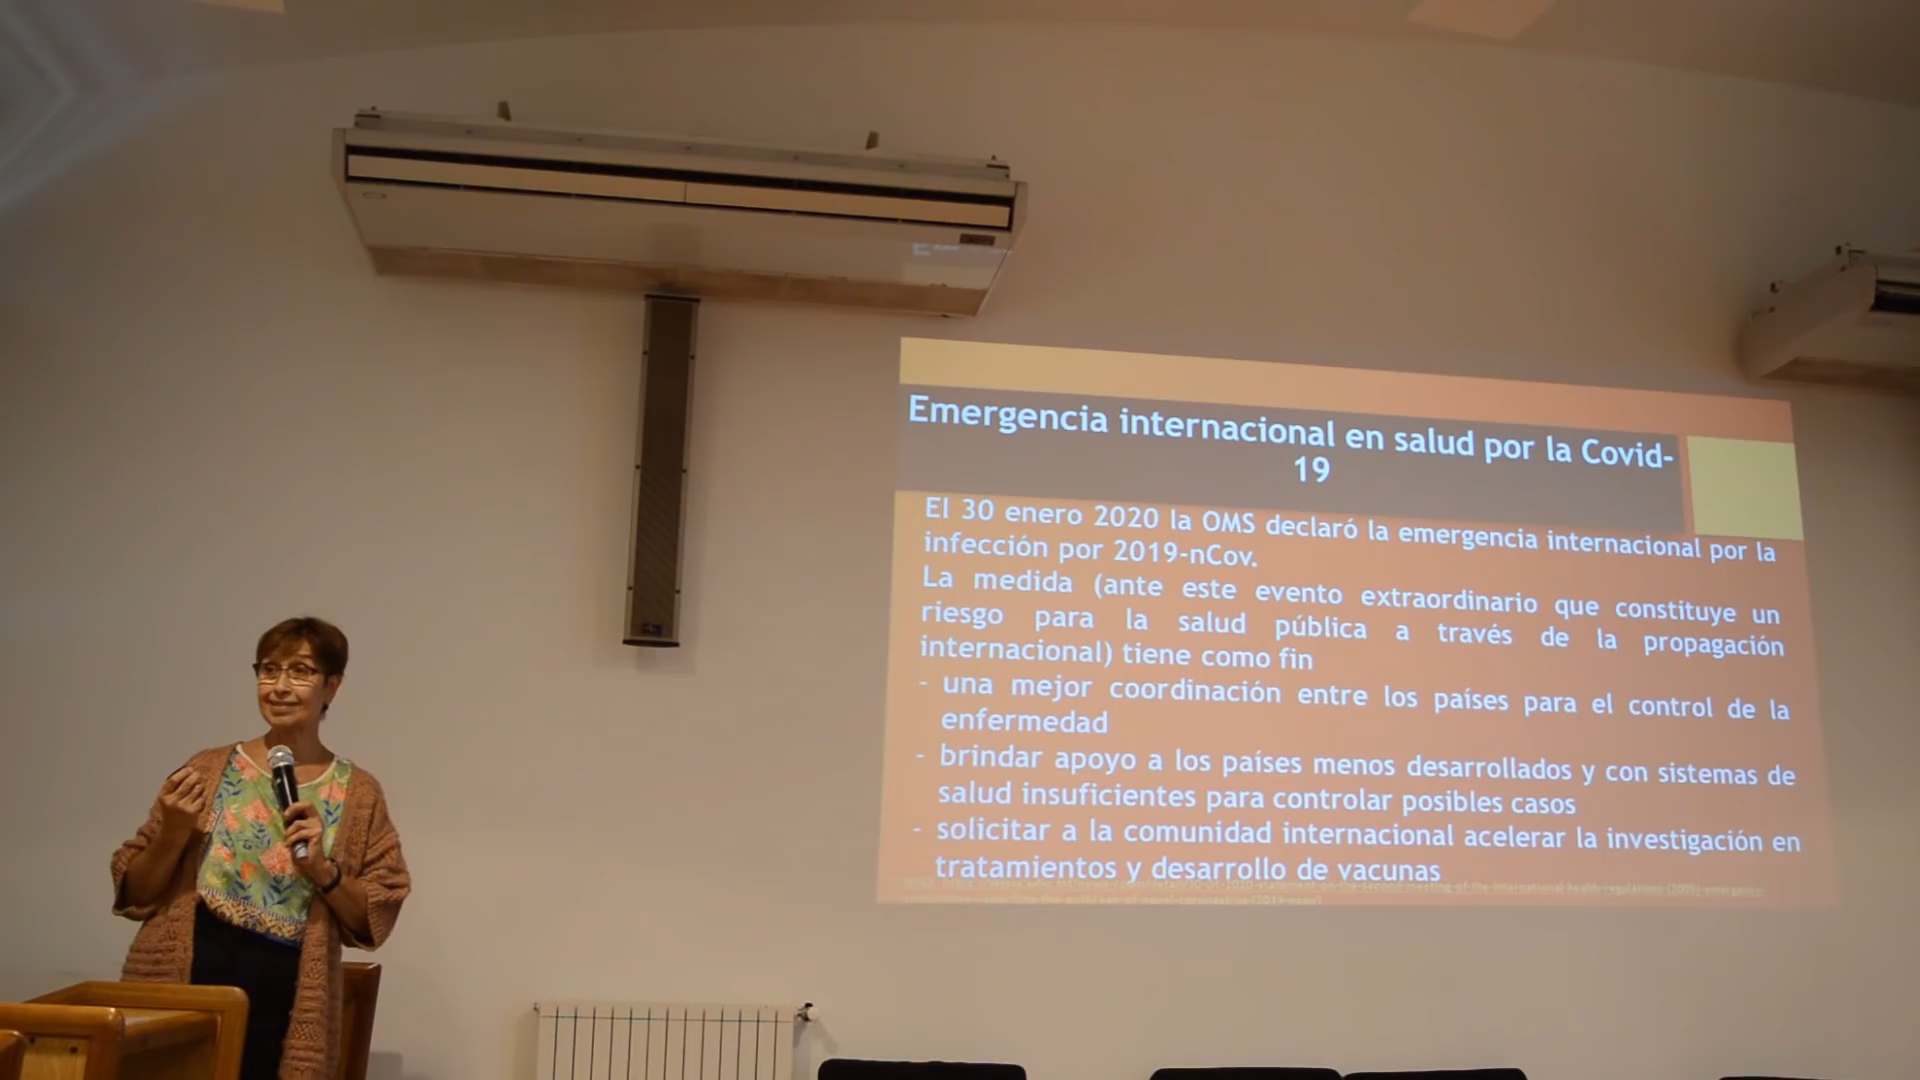 Emergencia internacional en salud por la Covid-
19
El 30 enero 2020 la OMS declaró la emergencia internacional por la
infección por 2019-nCov.
La medida (ante este evento extraordinario que constituye un
riesgo para la salud pública a través de la propagación
internacional) tiene como fin
- una mejor coordinación entre los países para el control de la
enfermedad
- brindar apoyo a los países menos desarrollados y con sistemas de
salud insuficientes para controlar posibles casos
- solicitar a la comunidad internacional acelerar la investigación en
tratamientos y desarrollo de vacunas